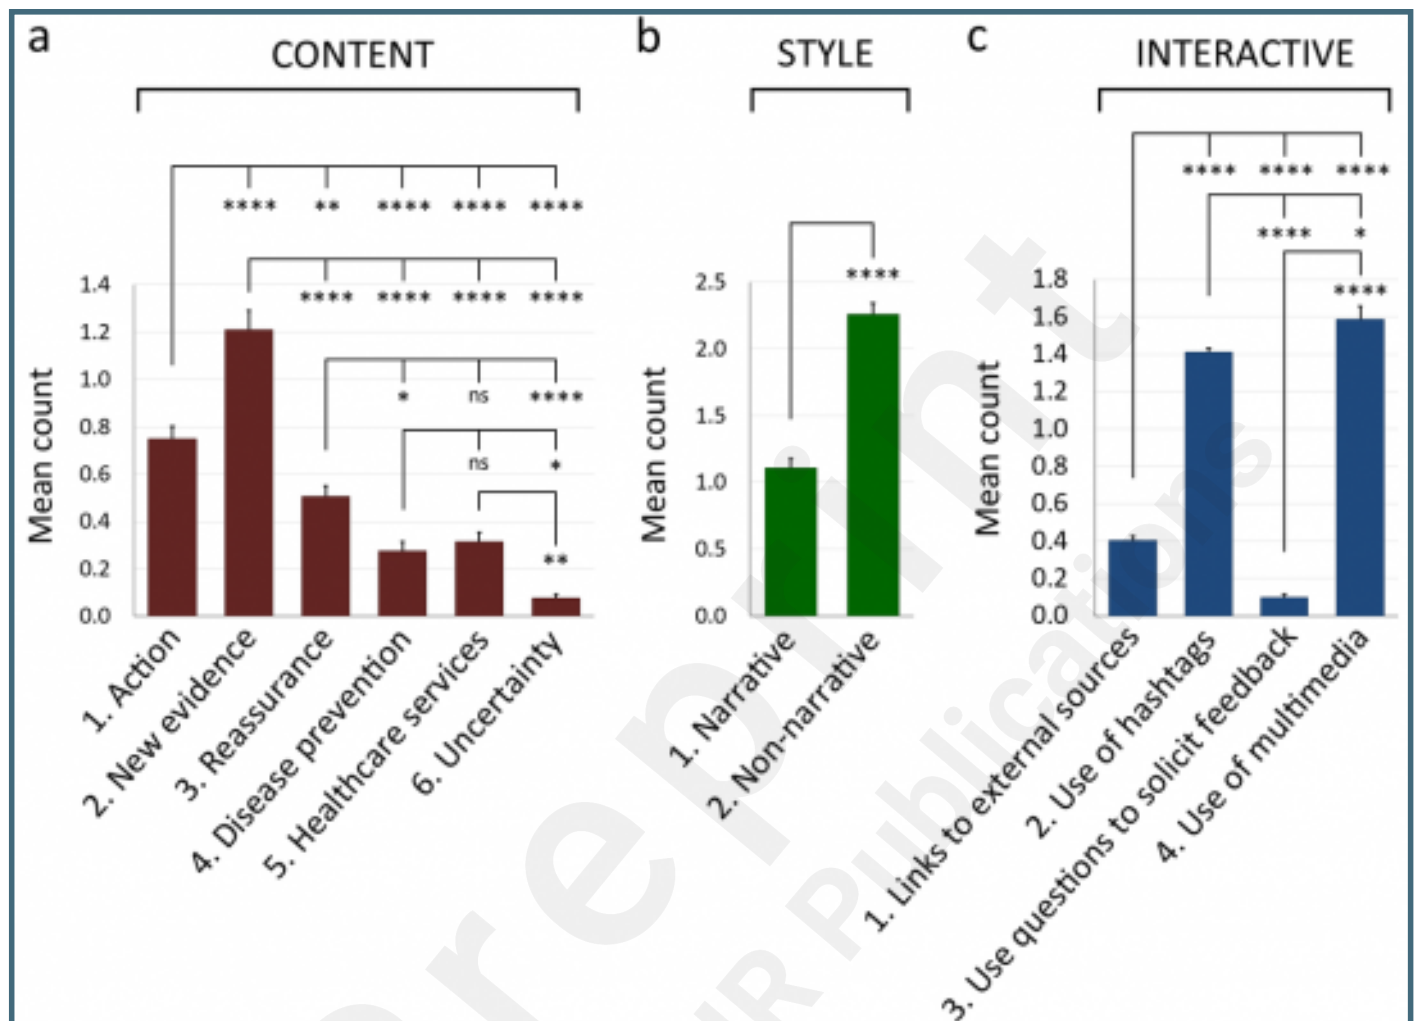 a
CONTENT
**** ** **** **** ****
**** **** **** ****
* ns ****
ns *
**
1.4
1.2
1.0
0.8
0.6
0.4
0.2
0.0
Mean count
1. Action
2. New evidence
3. Reassurance
4. Disease prevention
5. Healthcare services
6. Uncertainty
b
STYLE
****
2.5
2.0
1.5
1.0
0.5
0.0
Mean count
1. Narrative
2. Non-narrative
c
INTERACTIVE
**** **** ****
**** *
****
1.8
1.6
1.4
1.2
1.0
0.8
0.6
0.4
0.2
0.0
Mean count
1. Links to external sources
2. Use of hashtags
3. Use questions to solicit feedback
4. Use of multimedia
Preprint
Publications